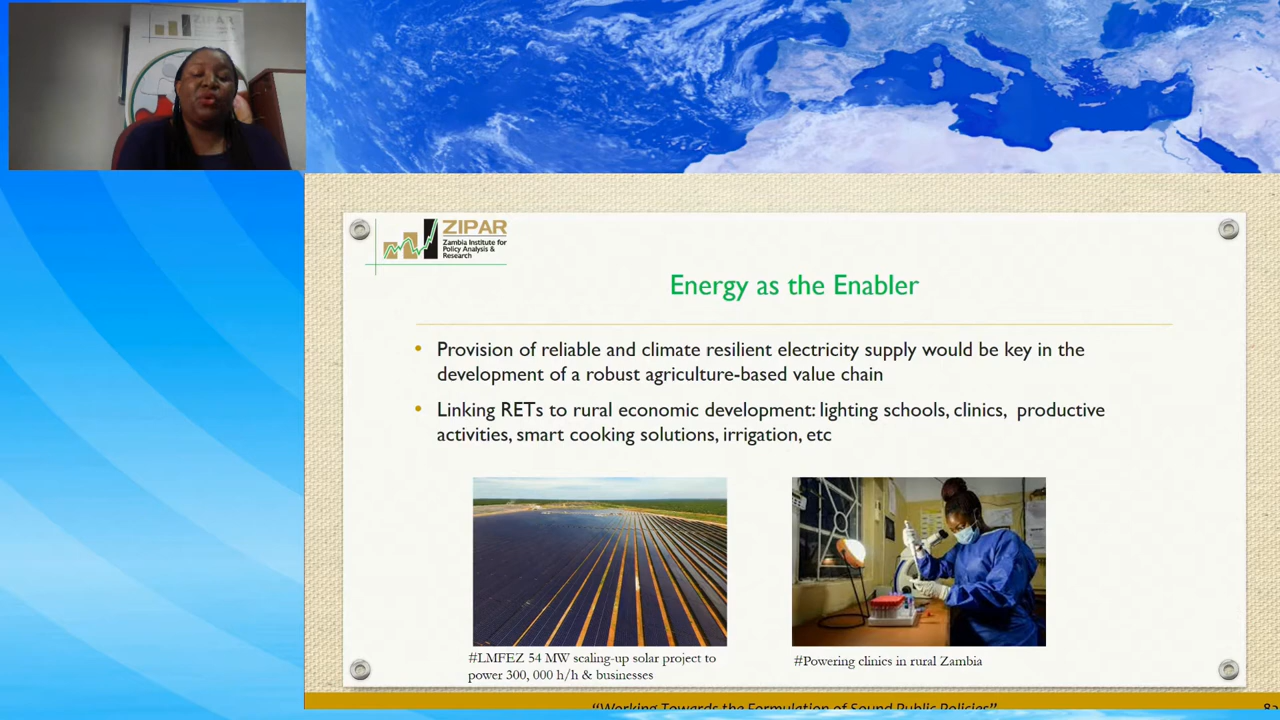 ZIPAR
ZIPAR
Zambia Institute for
Policy Analysis &
Research
Energy as the Enabler
• Provision of reliable and climate resilient electricity supply would be key in the
development of a robust agriculture-based value chain
• Linking RETs to rural economic development: lighting schools, clinics, productive
activities, smart cooking solutions, irrigation, etc
#LMFEZ 54 MW scaling-up solar project to
power 300, 000 h/h & businesses
#Powering clinics in rural Zambia
“Working Towards the Formulation of Sound Public Policies”